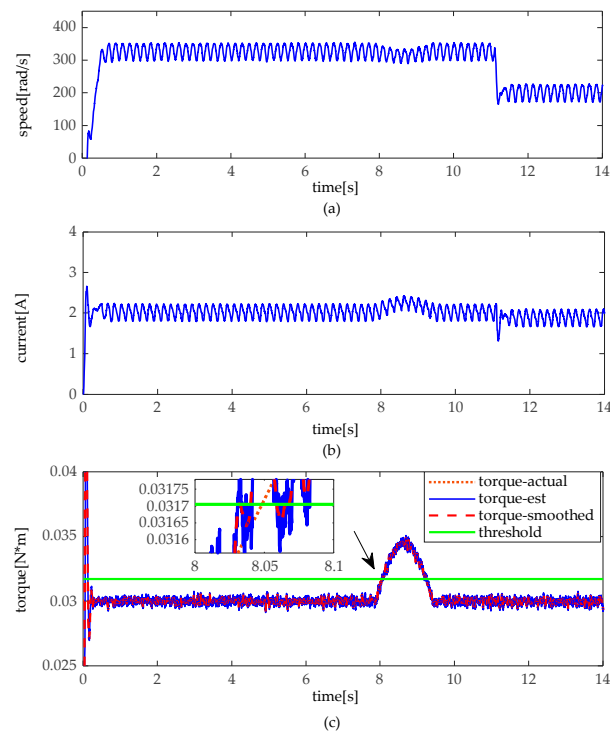 400
300
200
100
0
speed[rad/s]
0 2 4 6 8 10 12 14
time[s]
(a)
4
3
2
1
0
current[A]
0 2 4 6 8 10 12 14
time[s]
(b)
0.04
0.035
0.03
0.025
torque[N*m]
0.03175
0.0317
0.03165
0.0316
8 8.05 8.1
torque-actual
torque-est
torque-smoothed
threshold
0 2 4 6 8 10 12 14
time[s]
(c)